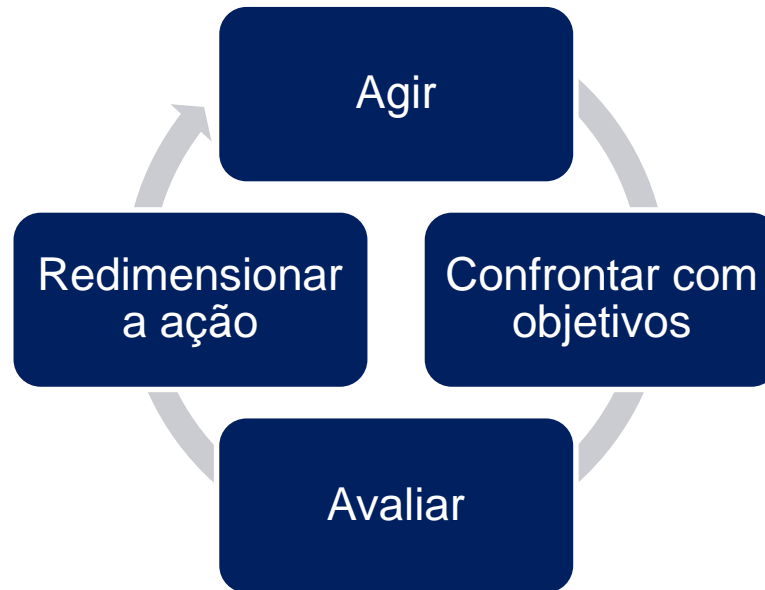 Agir
Confrontar com
objetivos
Avaliar
Redimensionar
a ação